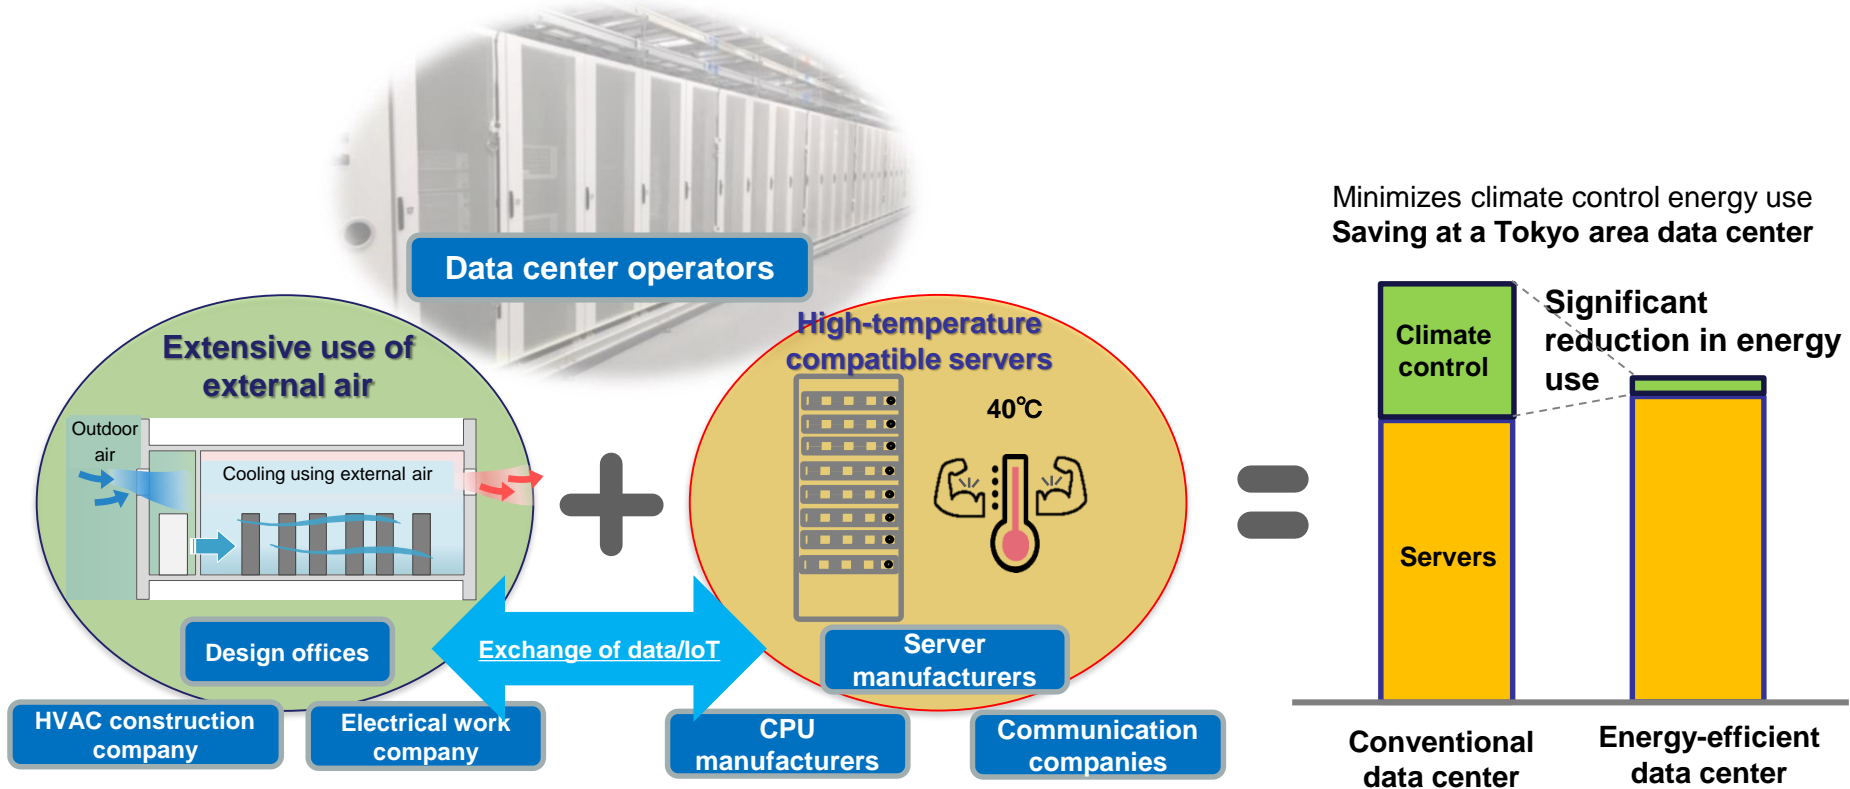 Data center operators
Extensive use of
external air
Outdoor
air
Cooling using external air
Design offices
HVAC construction
company
Electrical work
company
Exchange of data/IoT
High-temperature
compatible servers
40℃
Server
manufacturers
CPU
manufacturers
Communication
companies
Minimizes climate control energy use
Saving at a Tokyo area data center
Significant
reduction in energy
use
Climate
control
Servers
Conventional
data center
Energy-efficient
data center